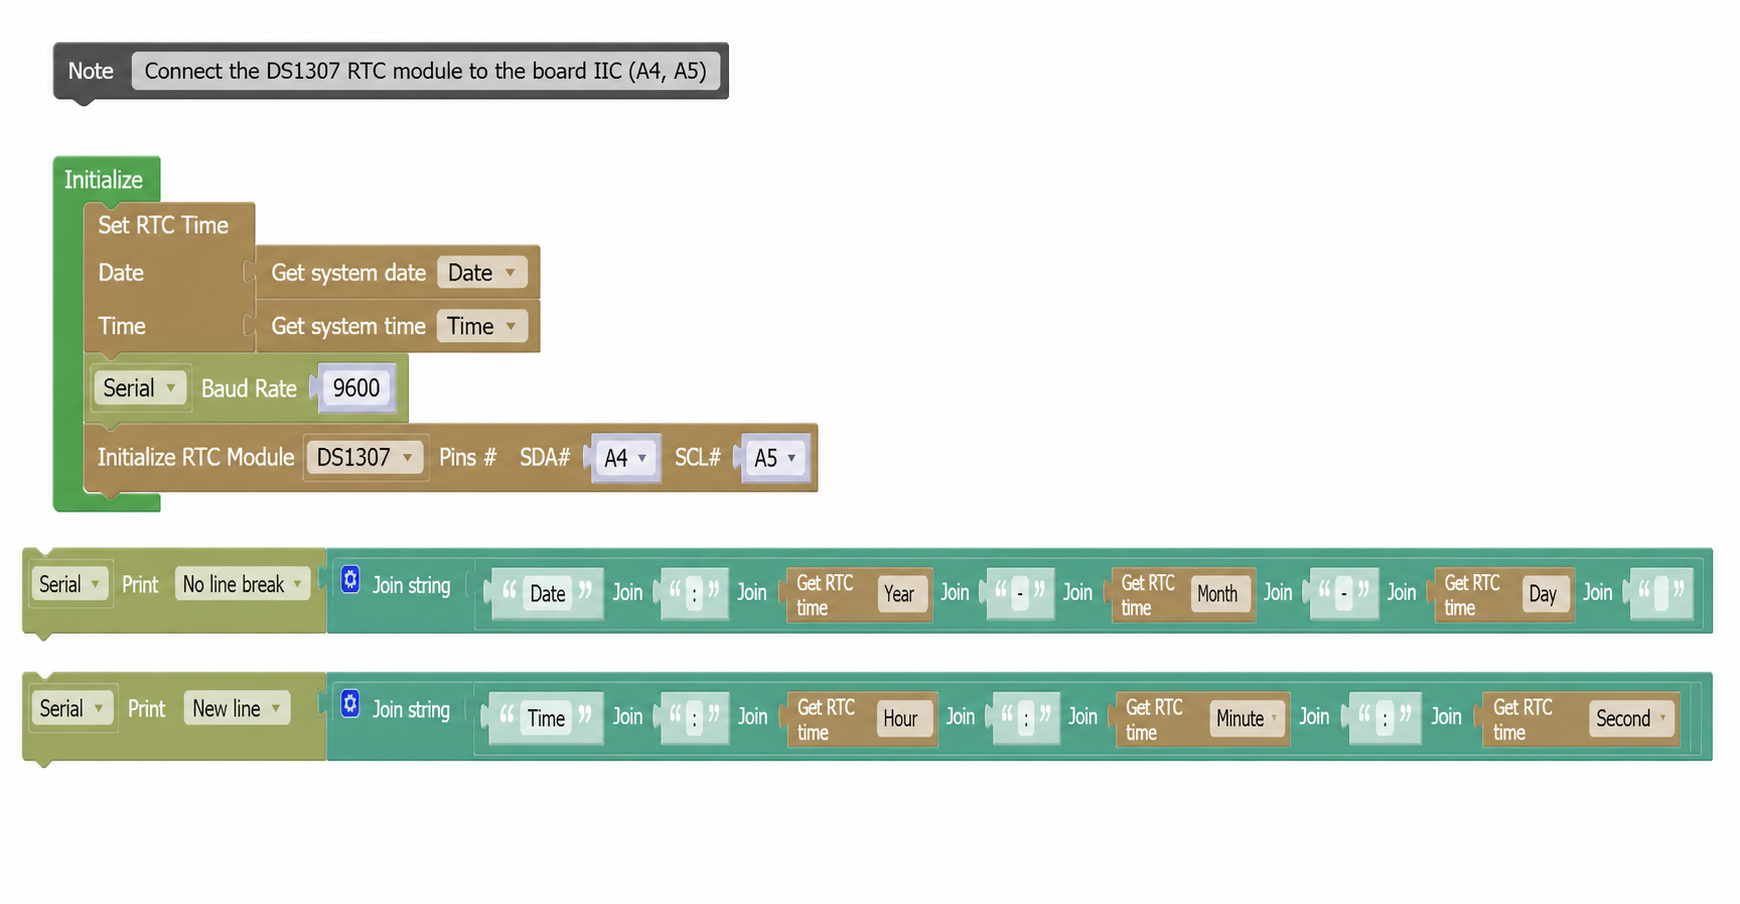 Note Connect the DS1307 RTC module to the board IIC (A4, A5)
Initialize
Set RTC Time
Date Get system date Date
Time Get system time Time
Serial Baud Rate 9600
Initialize RTC Module DS1307 Pins # SDA# A4 SCL# A5
Serial Print No line break Join string “ Date ” Join “ : ” Join Get RTC time Year Join “ - ” Join Get RTC time Month Join “ - ” Join Get RTC time Day Join “ ”
Serial Print New line Join string “ Time ” Join “ : ” Join Get RTC time Hour Join “ : ” Join Get RTC time Minute Join “ : ” Join Get RTC time Second